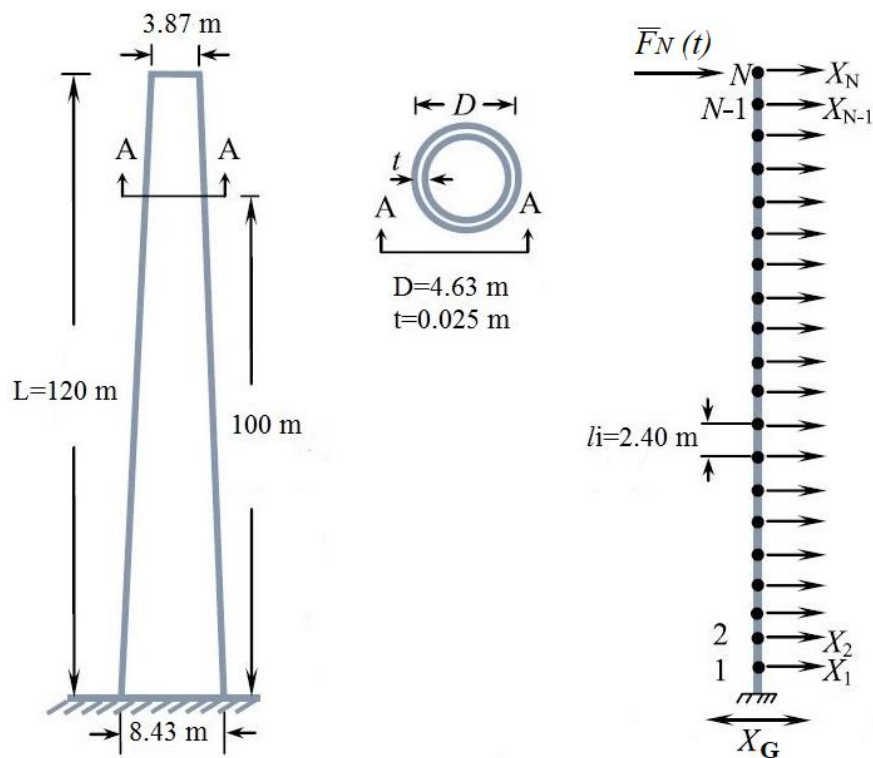 3.87 m
A A
L=120 m
100 m
8.43 m
D
t
A A
D=4.63 m
t=0.025 m
F̅N (t)
N XN
N-1 XN-1
li=2.40 m
2 X2
1 X1
XG